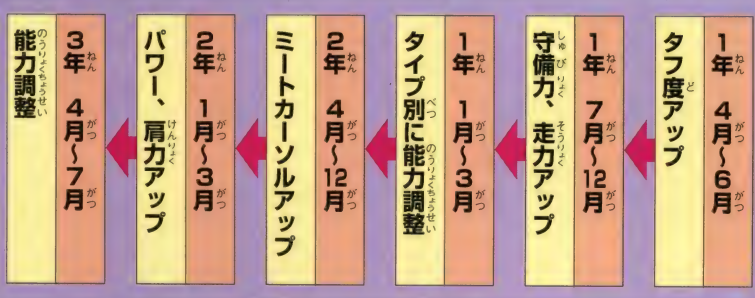 1年 4月～6月
タフ度アップ
1年 7月～12月
守備力、走力アップ
1年 1月～3月
タイプ別に能力調整
2年 4月～12月
ミートカーソルアップ
2年 1月～3月
パワー、肩力アップ
3年 4月～7月
能力調整